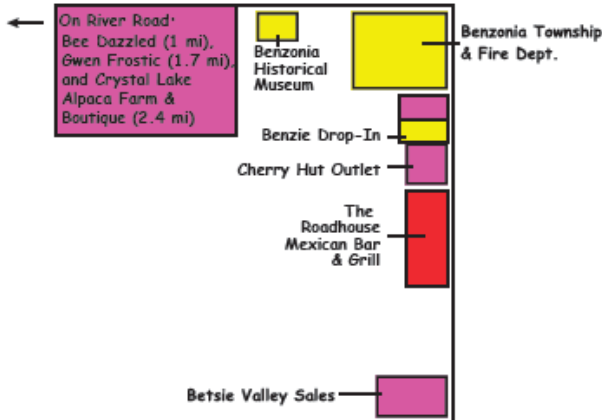 On River Road·
Bee Dazzled (1 mi),
Gwen Frostic (1.7 mi),
and Crystal Lake
Alpaca Farm &
Boutique (2.4 mi)
Benzonia
Historical
Museum
Benzonia Township
& Fire Dept.
Benzie Drop-In
Cherry Hut Outlet
The
Roadhouse
Mexican Bar
& Grill
Betsie Valley Sales